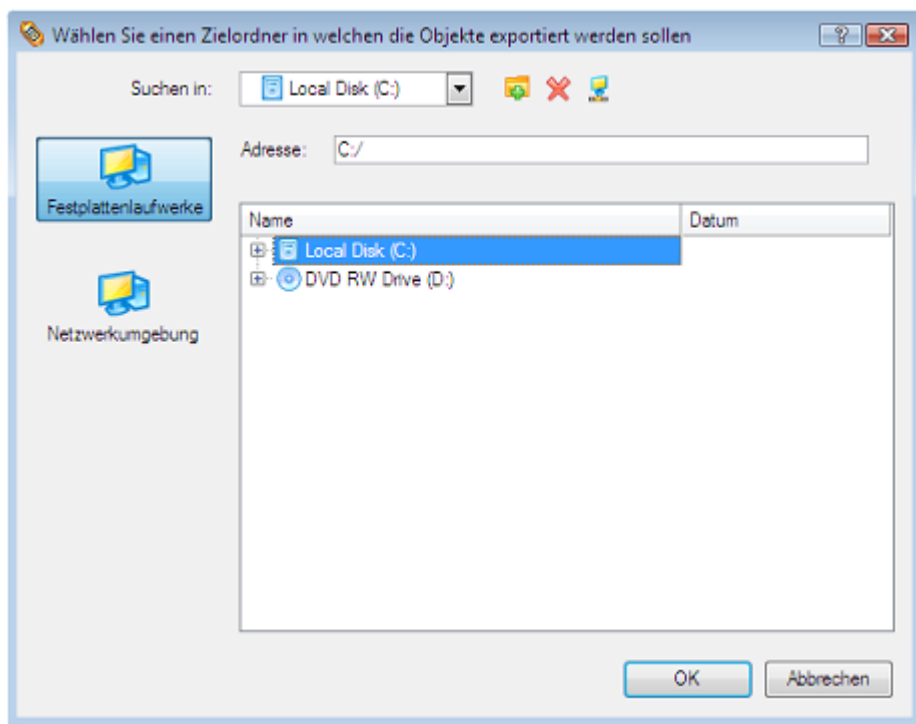 Wählen Sie einen Zielordner in welchen die Objekte exportiert werden sollen
Suchen in: Local Disk (C:)
Adresse: C:/
Festplattenlaufwerke
Netzwerkumgebung
Name Datum
Local Disk (C:)
DVD RW Drive (D:)
OK Abbrechen